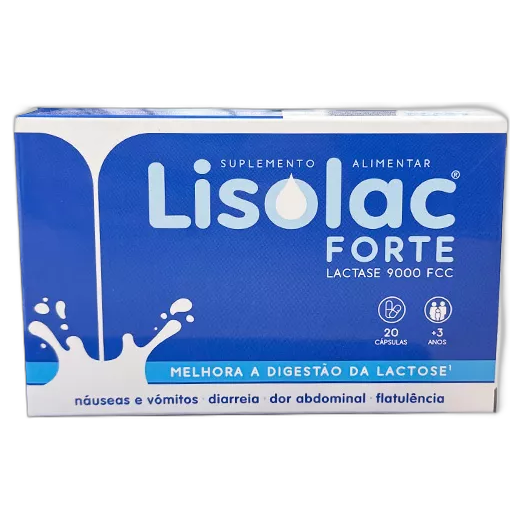 SUPLEMENTO ALIMENTAR
Lisolac®
FORTE
LACTASE 9000 FCC
20 +3
CÁPSULAS ANOS
MELHORA A DIGESTÃO DA LACTOSE¹
náuseas e vómitos · diarreia · dor abdominal · flatulência